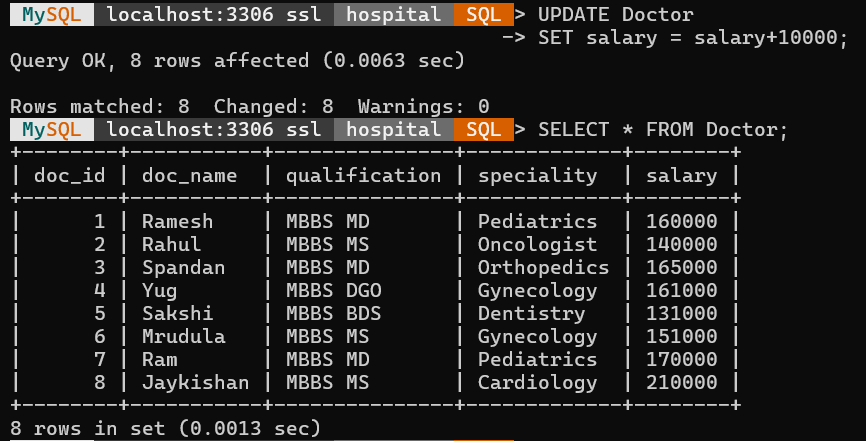 MySQL localhost:3306 ssl hospital SQL > UPDATE Doctor
-> SET salary = salary+10000;
Query OK, 8 rows affected (0.0063 sec)

Rows matched: 8  Changed: 8  Warnings: 0
MySQL localhost:3306 ssl hospital SQL > SELECT * FROM Doctor;
+--------+-----------+---------------+-------------+--------+
| doc_id | doc_name  | qualification | speciality  | salary |
+--------+-----------+---------------+-------------+--------+
|      1 | Ramesh    | MBBS MD       | Pediatrics  | 160000 |
|      2 | Rahul     | MBBS MS       | Oncologist  | 140000 |
|      3 | Spandan   | MBBS MD       | Orthopedics | 165000 |
|      4 | Yug       | MBBS DGO      | Gynecology  | 161000 |
|      5 | Sakshi    | MBBS BDS      | Dentistry   | 131000 |
|      6 | Mrudula   | MBBS MS       | Gynecology  | 151000 |
|      7 | Ram       | MBBS MD       | Pediatrics  | 170000 |
|      8 | Jaykishan | MBBS MS       | Cardiology  | 210000 |
+--------+-----------+---------------+-------------+--------+
8 rows in set (0.0013 sec)